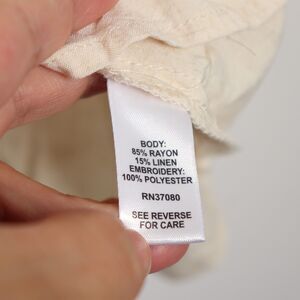 BODY:
85% RAYON
15% LINEN
EMBROIDERY:
100% POLYESTER
RN37080
SEE REVERSE
FOR CARE